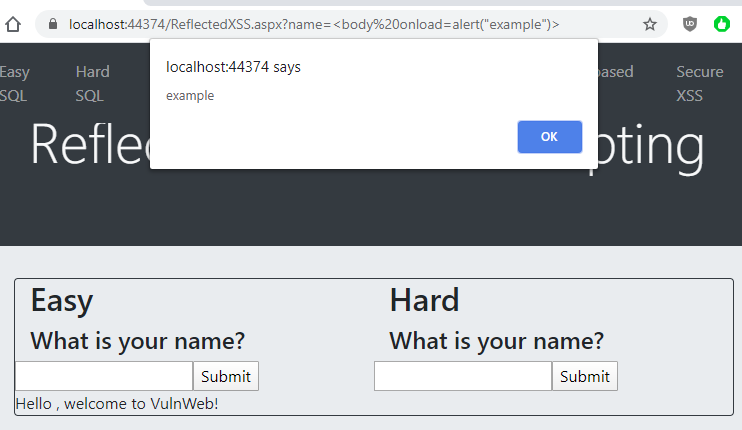 localhost:44374/ReflectedXSS.aspx?name=<body%20onload=alert("example")>
localhost:44374 says
example
OK
Easy
SQL
Hard
SQL
based
Secure
XSS
Reflec
pting
Easy
Hard
What is your name?
What is your name?
Submit
Submit
Hello , welcome to VulnWeb!